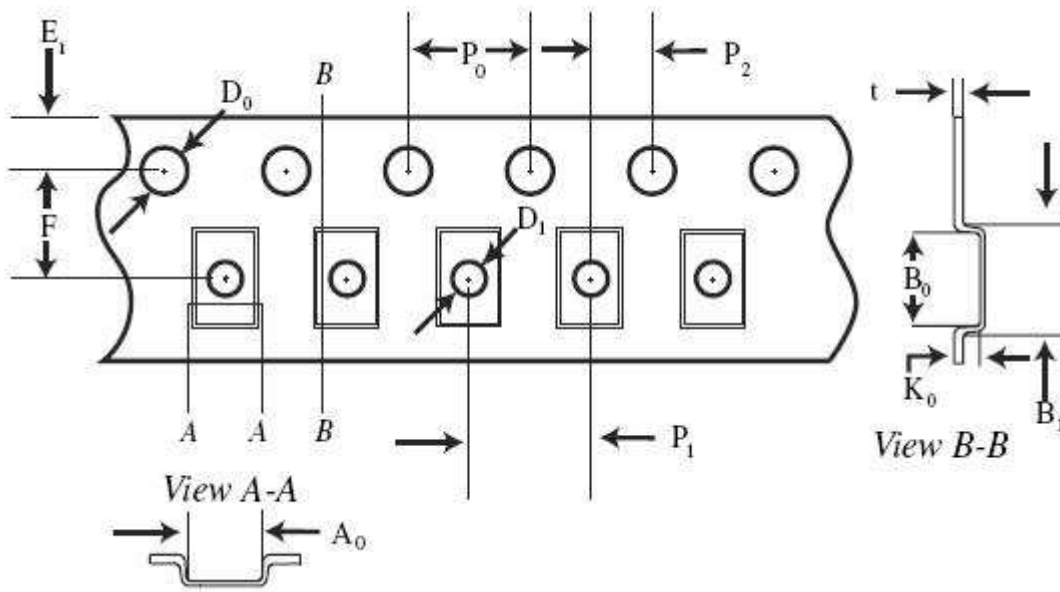 E₁
P₀
P₂
B
D₀
t
F
D₁
B₀
K₀
B₁
A
A
B
P₁
View B-B
View A-A
A₀